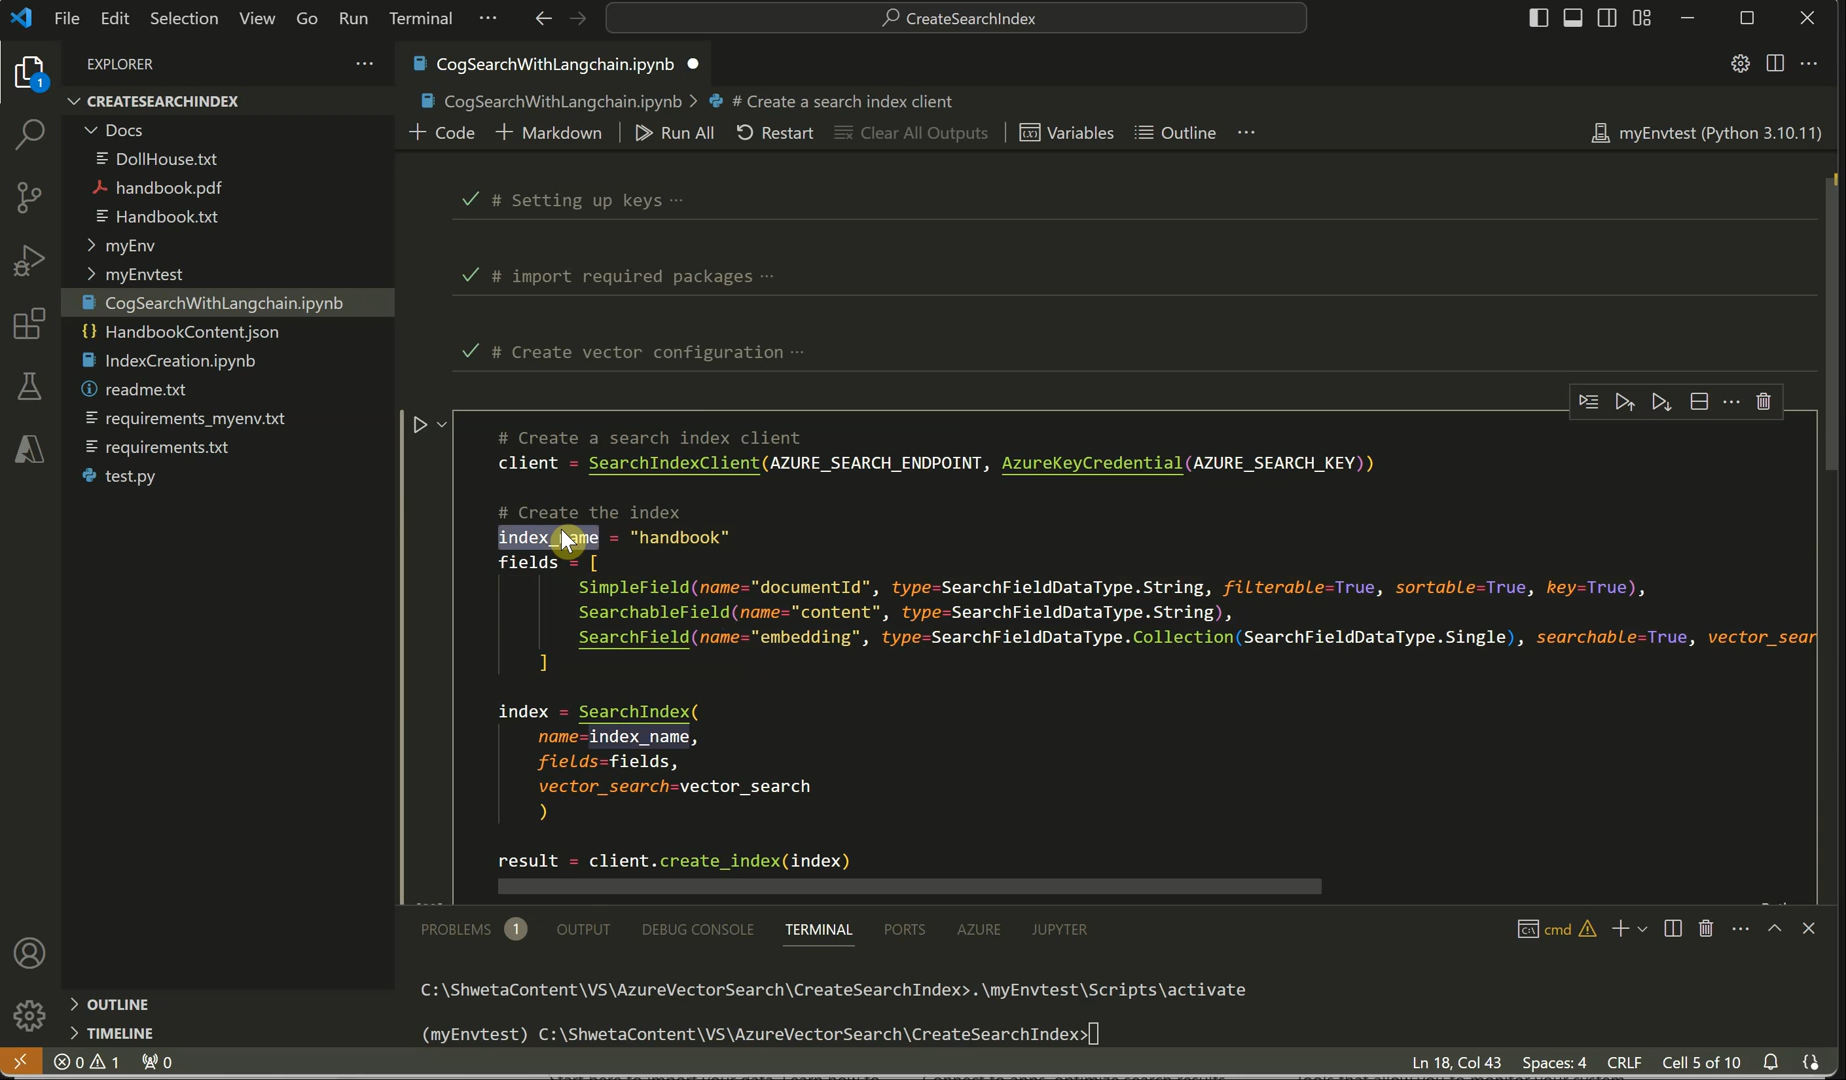 File Edit Selection View Go Run Terminal ···
CreateSearchIndex
1
EXPLORER ···
CREATESEARCHINDEX
Docs
DollHouse.txt
handbook.pdf
Handbook.txt
myEnv
myEnvtest
CogSearchWithLangchain.ipynb
HandbookContent.json
IndexCreation.ipynb
readme.txt
requirements_myenv.txt
requirements.txt
test.py
OUTLINE
TIMELINE
CogSearchWithLangchain.ipynb
CogSearchWithLangchain.ipynb > # Create a search index client
+ Code + Markdown Run All Restart Clear All Outputs Variables Outline ··· myEnvtest (Python 3.10.11)
# Setting up keys ···
# import required packages ···
# Create vector configuration ···
# Create a search index client
client = SearchIndexClient(AZURE_SEARCH_ENDPOINT, AzureKeyCredential(AZURE_SEARCH_KEY))
# Create the index
index_name = "handbook"
fields = [
SimpleField(name="documentId", type=SearchFieldDataType.String, filterable=True, sortable=True, key=True),
SearchableField(name="content", type=SearchFieldDataType.String),
SearchField(name="embedding", type=SearchFieldDataType.Collection(SearchFieldDataType.Single), searchable=True, vector_sear
]
index = SearchIndex(
name=index_name,
fields=fields,
vector_search=vector_search
)
result = client.create_index(index)
PROBLEMS 1 OUTPUT DEBUG CONSOLE TERMINAL PORTS AZURE JUPYTER cmd
C:\ShwetaContent\VS\AzureVectorSearch\CreateSearchIndex>.\myEnvtest\Scripts\activate
(myEnvtest) C:\ShwetaContent\VS\AzureVectorSearch\CreateSearchIndex>
0 1 0 Ln 18, Col 43 Spaces: 4 CRLF Cell 5 of 10